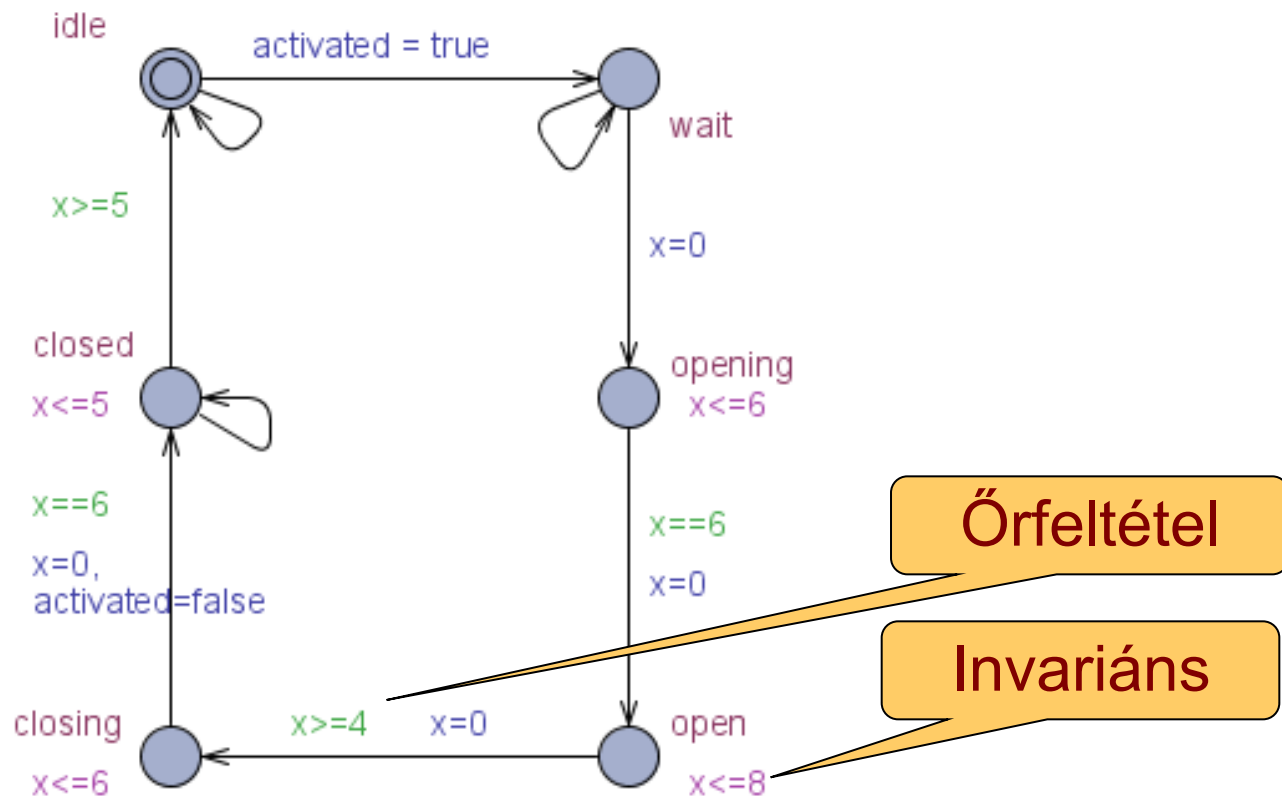 idle
activated = true
wait
x>=5
x=0
closed
x<=5
opening
x<=6
x==6
x=0,
activated=false
x==6
x=0
Őrfeltétel
Invariáns
closing
x<=6
x>=4 x=0
open
x<=8